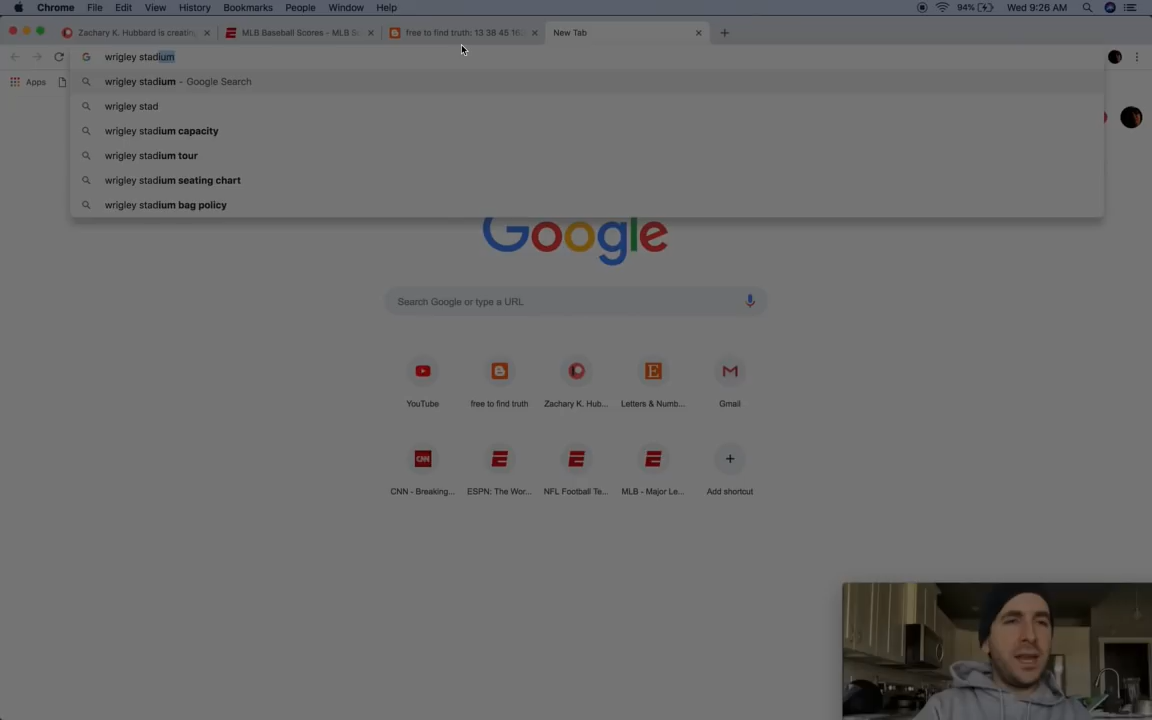 Chrome File Edit View History Bookmarks People Window Help 94% Wed 9:26 AM
Zachary K. Hubbard is creating MLB Baseball Scores - MLB Sc free to find truth: 13 38 45 163 New Tab
wrigley stadium
Apps
wrigley stadium - Google Search
wrigley stad
wrigley stadium capacity
wrigley stadium tour
wrigley stadium seating chart
wrigley stadium bag policy
Google
Search Google or type a URL
YouTube free to find truth Zachary K. Hub... Letters & Numb... Gmail
CNN
CNN - Breaking... ESPN: The Wor... NFL Football Te... MLB - Major Le... Add shortcut